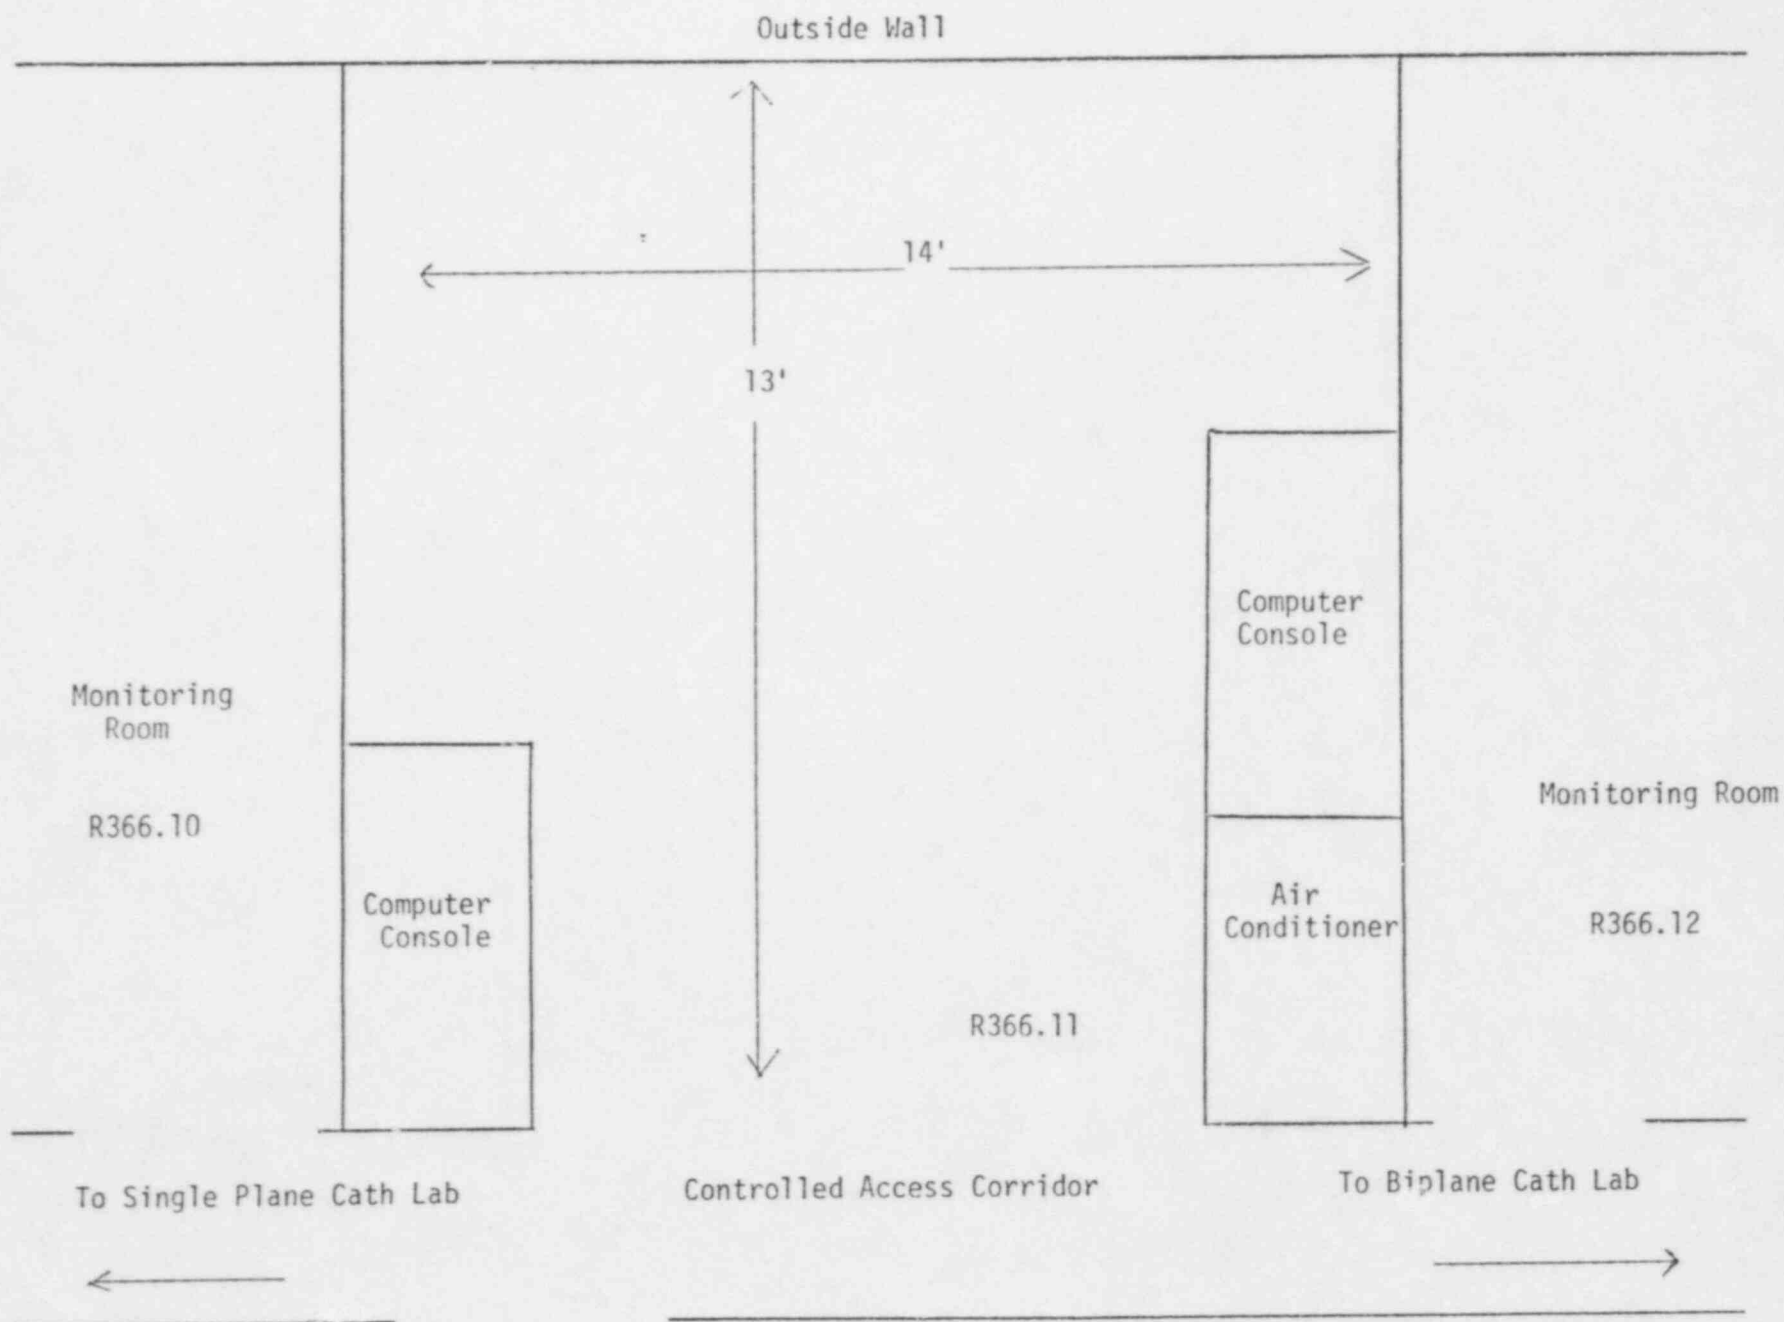 Outside Wall
14'
13'
Computer
Console
Monitoring
Room
Monitoring Room
R366.10
Air
Conditioner
Computer
Console
R366.12
R366.11
To Single Plane Cath Lab
Controlled Access Corridor
To Biplane Cath Lab